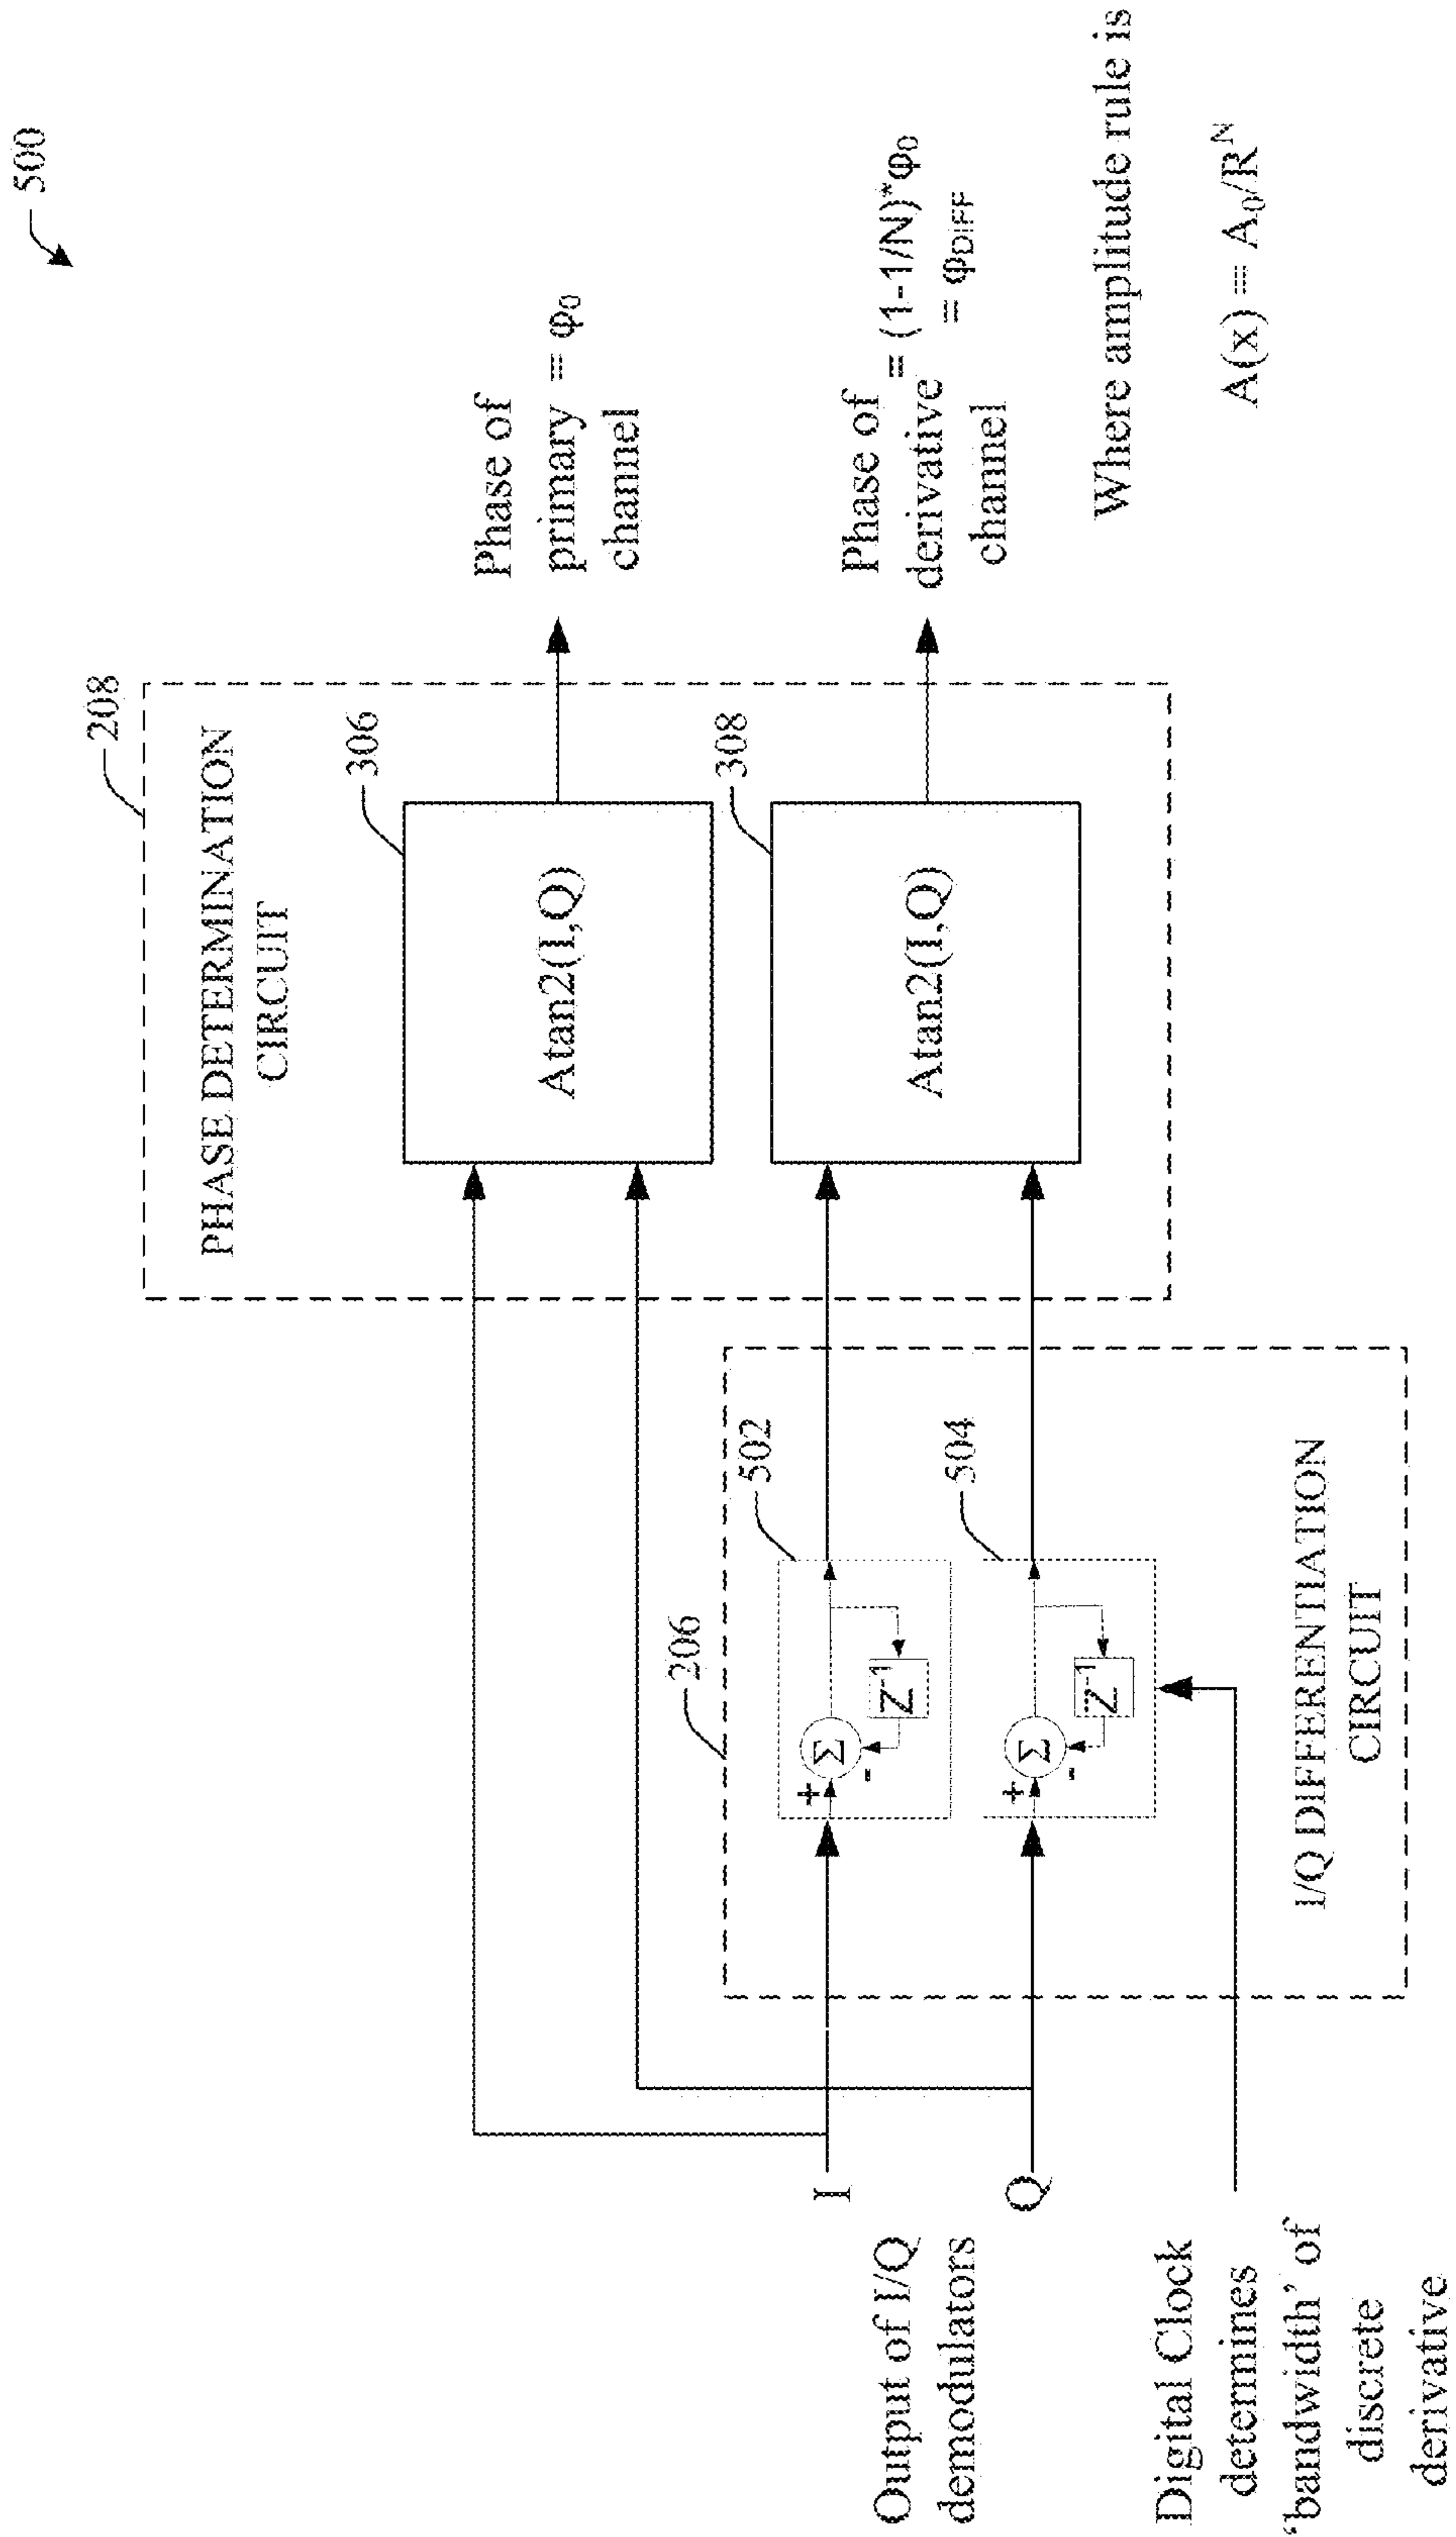 500
208
PHASE DETERMINATION
CIRCUIT
306
Atan2(I,Q)
Phase of
primary = φ₀
channel
308
Atan2(I,Q)
Phase of
derivative = (1-1/N)*φ₀
channel = φDIFF
Where amplitude rule is
A(x) = A₀/Rᴺ
206
502
+
Σ
-
Z⁻¹
504
+
Σ
-
Z⁻¹
I/Q DIFFERENTIATION
CIRCUIT
I
Output of I/Q
demodulators
Q
Digital Clock
determines
‘bandwidth’ of
discrete
derivative